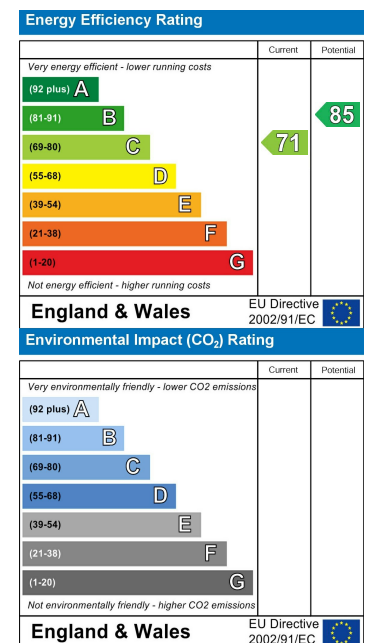 Energy Efficiency Rating
Current Potential
Very energy efficient - lower running costs
(92 plus) A
(81-91) B
85
(69-80) C
71
(55-68) D
(39-54) E
(21-38) F
(1-20) G
Not energy efficient - higher running costs
England & Wales
EU Directive
2002/91/EC
Environmental Impact (CO₂) Rating
Current Potential
Very environmentally friendly - lower CO2 emissions
(92 plus) A
(81-91) B
(69-80) C
(55-68) D
(39-54) E
(21-38) F
(1-20) G
Not environmentally friendly - higher CO2 emissions
England & Wales
EU Directive
2002/91/EC